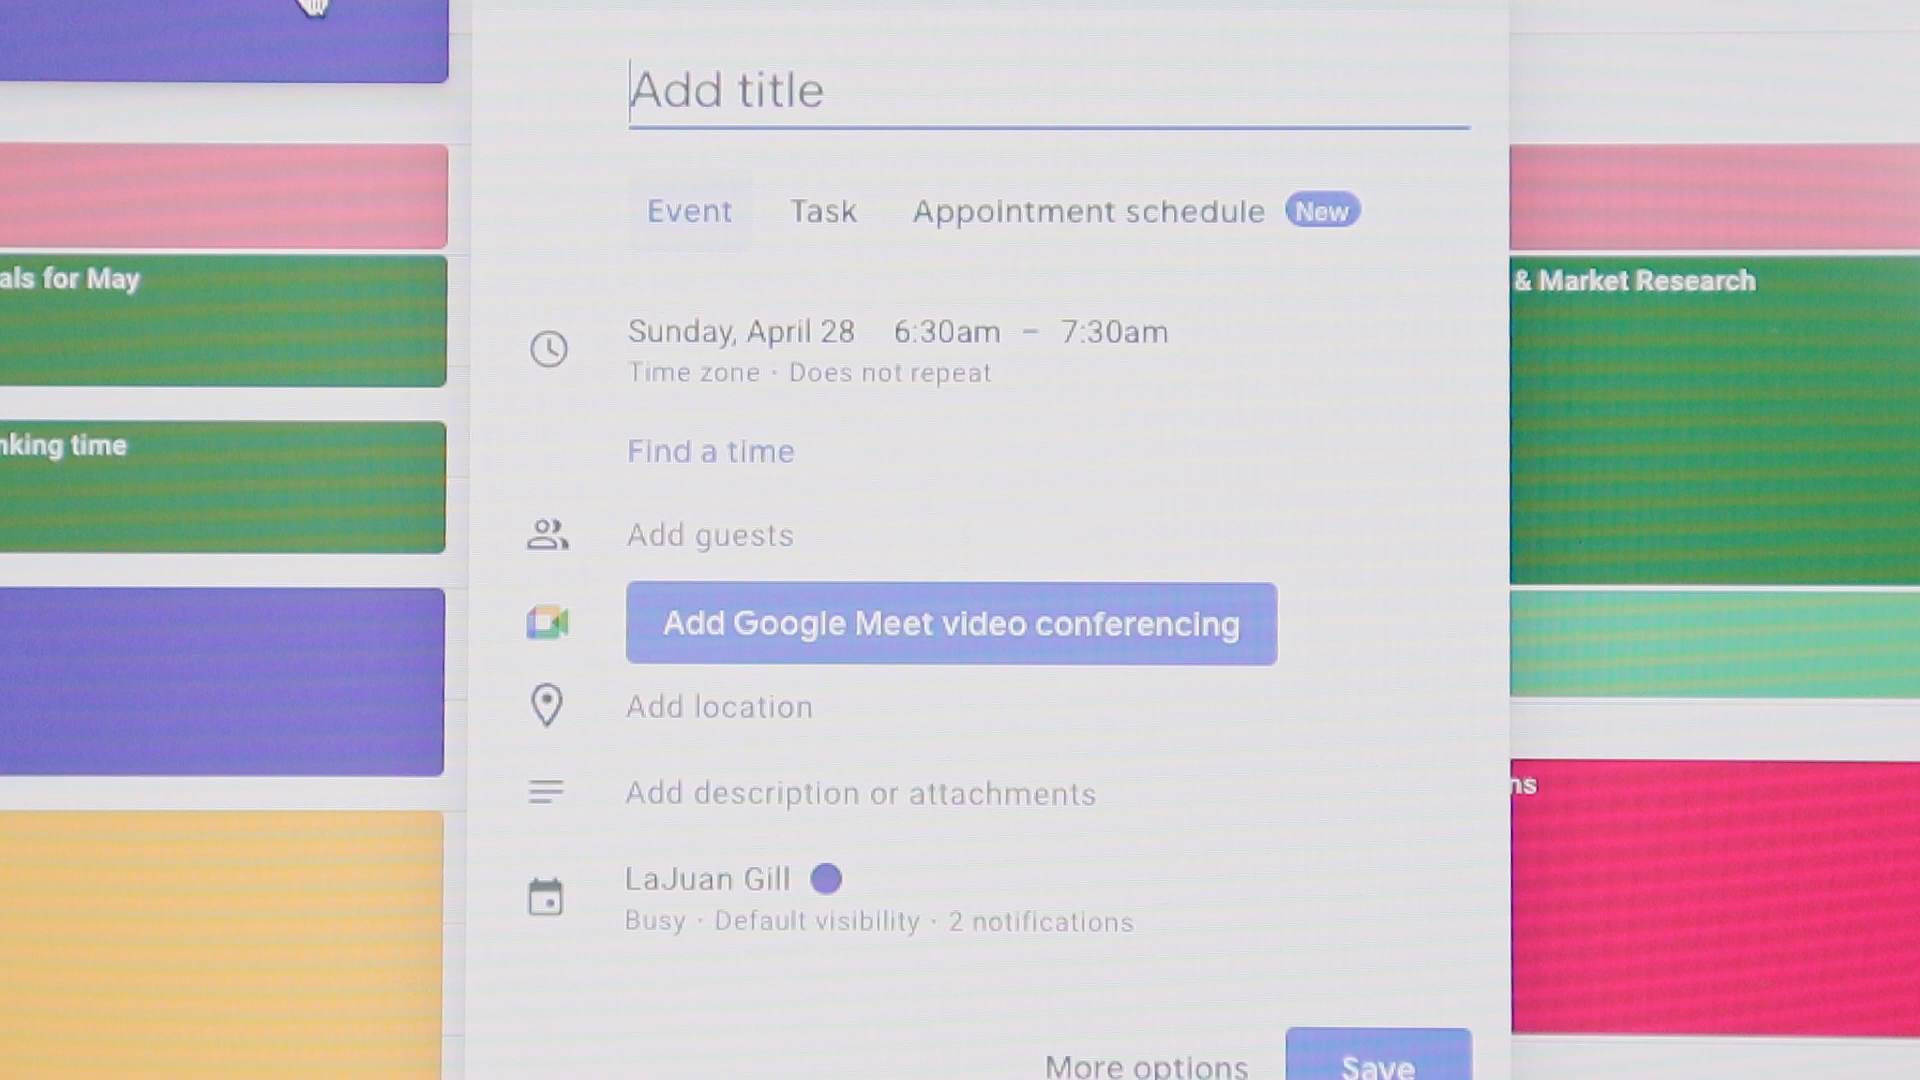 Add title
Event Task Appointment schedule New
als for May
& Market Research
Sunday, April 28 6:30am – 7:30am
Time zone · Does not repeat
nking time
Find a time
Add guests
Add Google Meet video conferencing
Add location
ns
Add description or attachments
LaJuan Gill
Busy · Default visibility · 2 notifications
More options Save